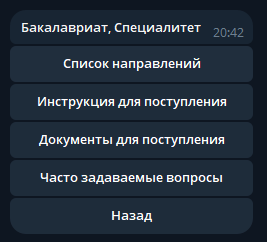 Бакалавриат, Специалитет 20:42
Список направлений
Инструкция для поступления
Документы для поступления
Часто задаваемые вопросы
Назад